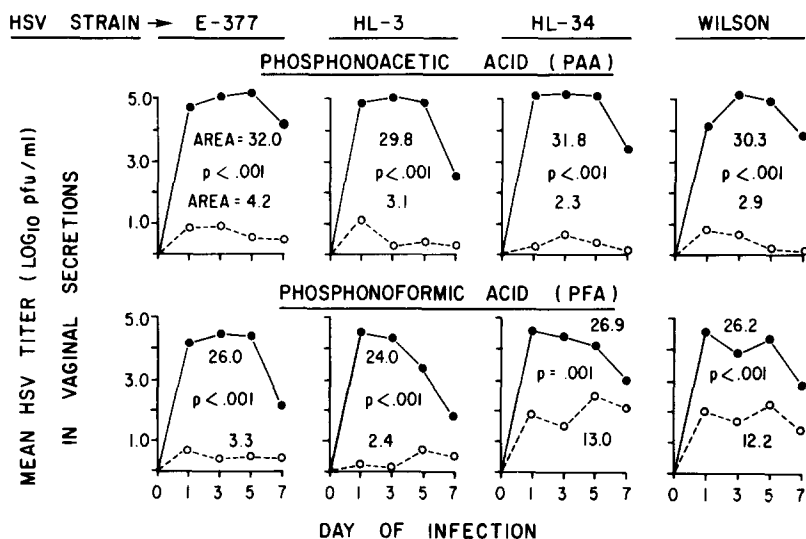 HSV STRAIN → E-377 HL-3 HL-34 WILSON
PHOSPHONOACETIC ACID (PAA)
5.0
3.0
1.0
AREA = 32.0
p < .001
AREA = 4.2
29.8
p < .001
3.1
31.8
p < .001
2.3
30.3
p < .001
2.9
PHOSPHONOFORMIC ACID (PFA)
5.0
3.0
1.0
26.0
p < .001
3.3
24.0
p < .001
2.4
26.9
p = .001
13.0
26.2
p < .001
12.2
0 1 3 5 7 0 1 3 5 7 0 1 3 5 7 0 1 3 5 7
DAY OF INFECTION
MEAN HSV TITER (LOG10 pfu/ml)
IN VAGINAL SECRETIONS